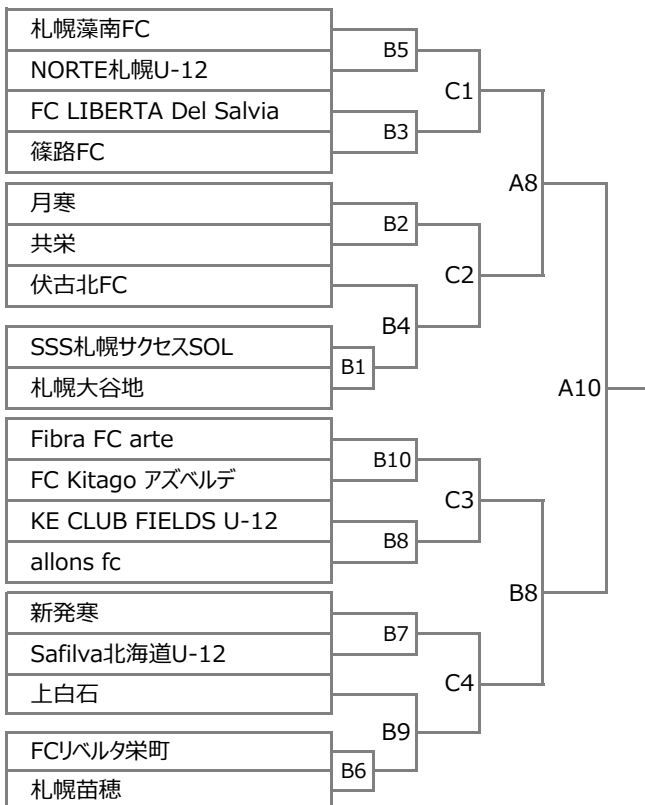 札幌藻南FC
NORTE札幌U-12
FC LIBERTA Del Salvia
篠路FC
B5
B3
C1
月寒
共栄
伏古北FC
SSS札幌サクセスSOL
札幌大谷地
B2
B1
B4
C2
A8
Fibra FC arte
FC Kitago アズベルデ
KE CLUB FIELDS U-12
allons fc
B10
B8
C3
新発寒
Safilva北海道U-12
上白石
FCリベルタ栄町
札幌苗穂
B7
B6
B9
C4
B8
A10